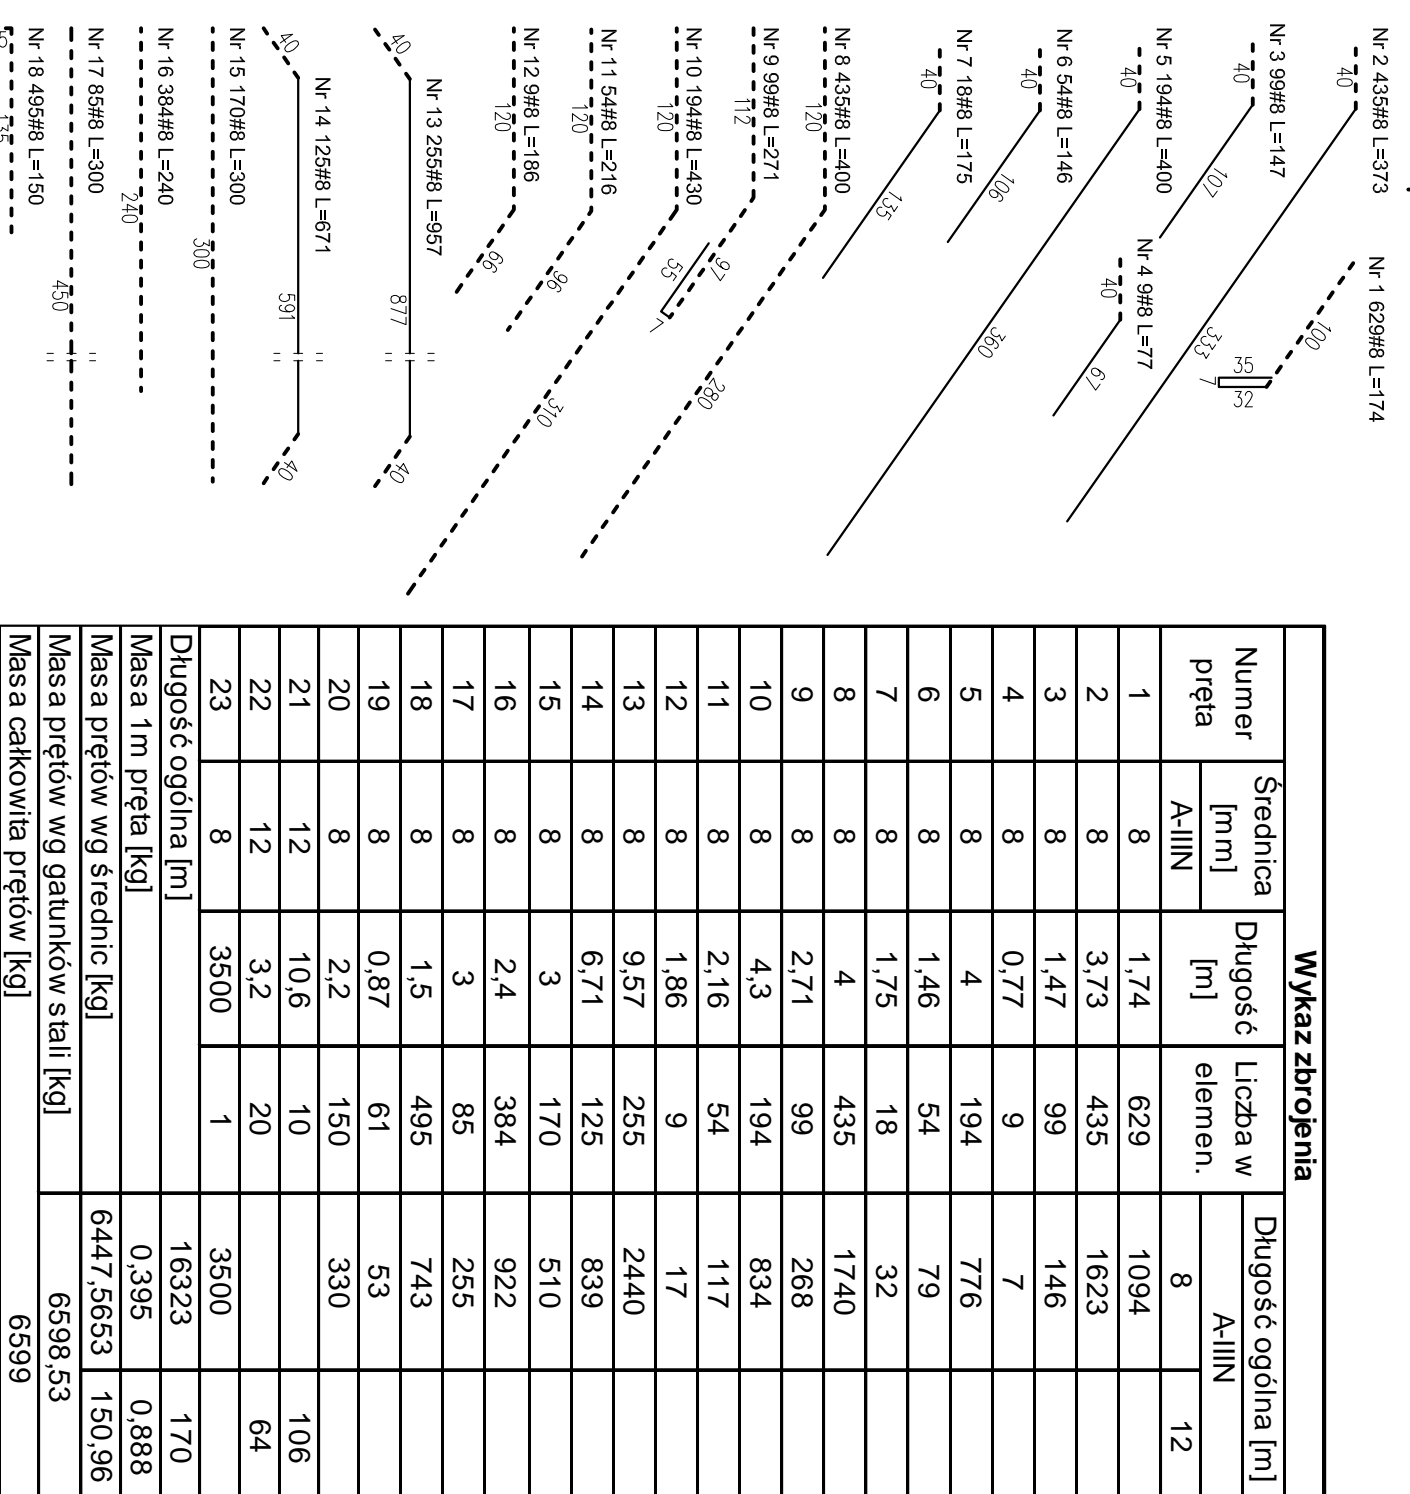 Nr 1 629#8 L=174
100
35
7
32
Nr 2 435#8 L=373
40
333
Nr 3 99#8 L=147
40
107
Nr 4 9#8 L=77
40
67
Nr 5 194#8 L=400
40
360
Nr 6 54#8 L=146
40
106
Nr 7 18#8 L=175
40
135
Nr 8 435#8 L=400
120
280
Nr 9 99#8 L=271
112
97
55
7
Nr 10 194#8 L=430
120
310
Nr 11 54#8 L=216
120
96
Nr 12 9#8 L=186
120
66
Nr 13 255#8 L=957
40
877
40
Nr 14 125#8 L=671
40
591
40
Nr 15 170#8 L=300
300
Nr 16 384#8 L=240
240
Nr 17 85#8 L=300
450
Nr 18 495#8 L=150
135
Wykaz zbrojenia
Numer pręta Średnica [mm] Długość [m] Liczba w elemen. Długość ogólna [m]
A-IIIN A-IIIN
8 12
1 8 1,74 629 1094
2 8 3,73 435 1623
3 8 1,47 99 146
4 8 0,77 9 7
5 8 4 194 776
6 8 1,46 54 79
7 8 1,75 18 32
8 8 4 435 1740
9 8 2,71 99 268
10 8 4,3 194 834
11 8 2,16 54 117
12 8 1,86 9 17
13 8 9,57 255 2440
14 8 6,71 125 839
15 8 3 170 510
16 8 2,4 384 922
17 8 3 85 255
18 8 1,5 495 743
19 8 0,87 61 53
20 8 2,2 150 330
21 12 10,6 10 106
22 12 3,2 20 64
23 8 3500 1 3500
Długość ogólna [m] 16323 170
Masa 1m pręta [kg] 0,395 0,888
Masa prętów wg średnic [kg] 6447,5653 150,96
Masa prętów wg gatunków stali [kg] 6598,53
Masa całkowita prętów [kg] 6599